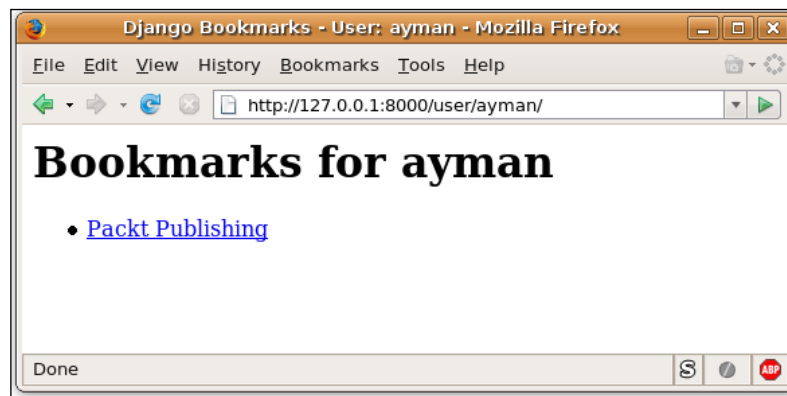 Django Bookmarks - User: ayman - Mozilla Firefox
File Edit View History Bookmarks Tools Help
http://127.0.0.1:8000/user/ayman/
Bookmarks for ayman
• Packt Publishing
Done
S
ABP